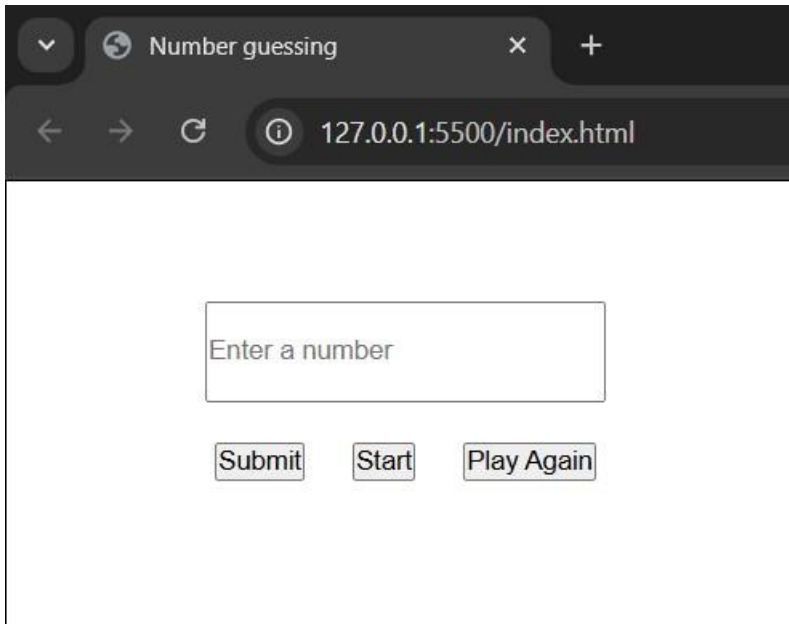 Number guessing
127.0.0.1:5500/index.html
Enter a number
Submit Start Play Again